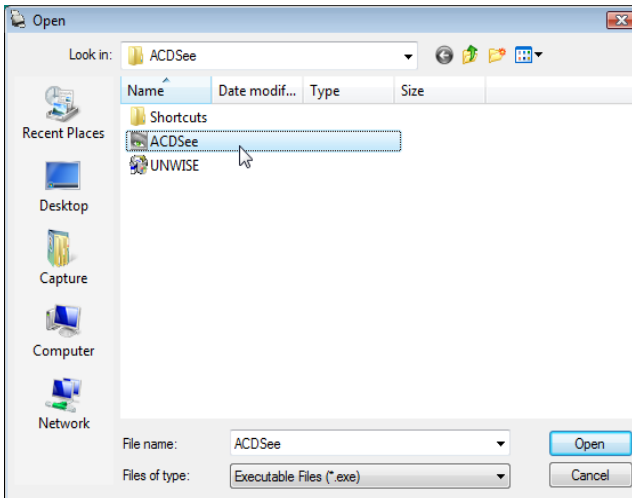 Open
Look in: ACDSee
Name Date modif... Type Size
Shortcuts
ACDSee
UNWISE
Recent Places
Desktop
Capture
Computer
Network
File name: ACDSee Open
Files of type: Executable Files (*.exe) Cancel